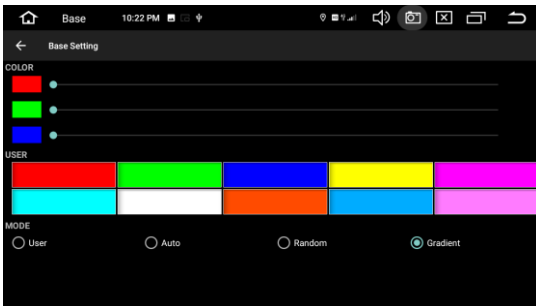 Base 10:22 PM
Base Setting
COLOR
USER
MODE
User Auto Random Gradient